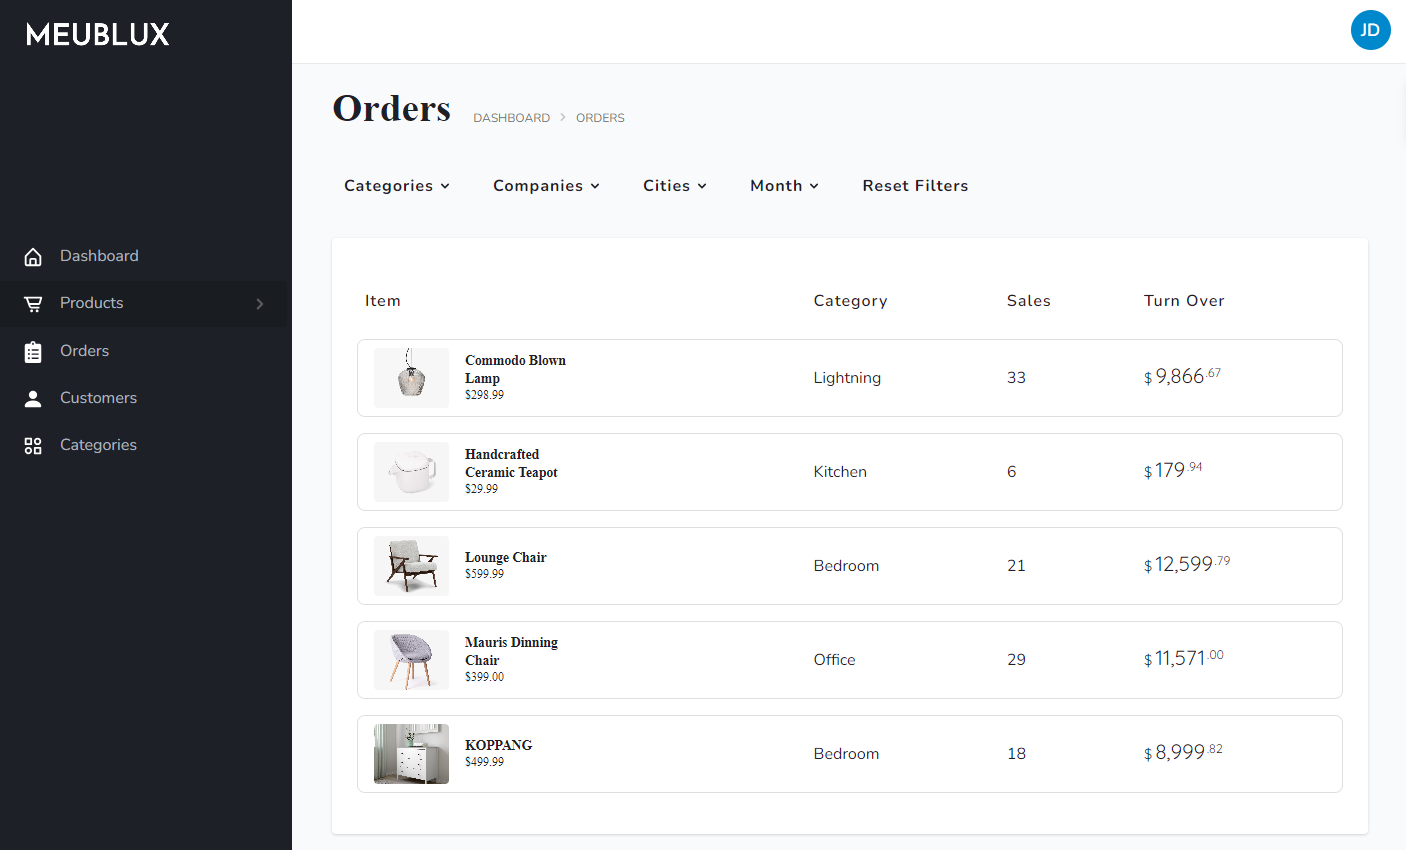 MEUBLUX
JD
Dashboard
Products
Orders
Customers
Categories
Orders
DASHBOARD > ORDERS
Categories Companies Cities Month Reset Filters
Item Category Sales Turn Over
Commodo Blown
Lamp
$298.99
Lightning 33 $9,866.67
Handcrafted
Ceramic Teapot
$29.99
Kitchen 6 $179.94
Lounge Chair
$599.99
Bedroom 21 $12,599.79
Mauris Dinning
Chair
$399.00
Office 29 $11,571.00
KOPPANG
$499.99
Bedroom 18 $8,999.82